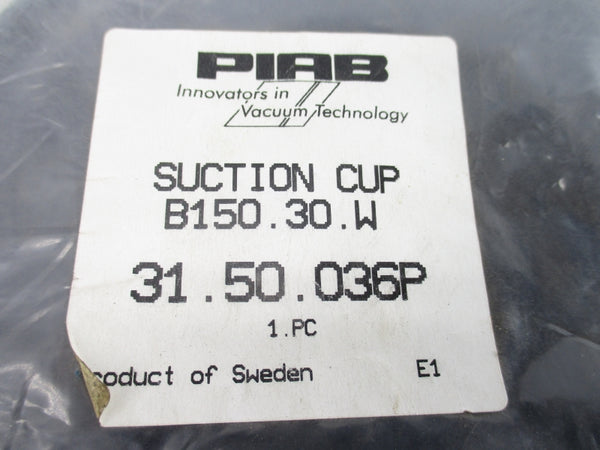 PIAB
Innovators in
Vacuum Technology
SUCTION CUP
B150.30.W
31.50.036P
1.PC
roduct of Sweden E1